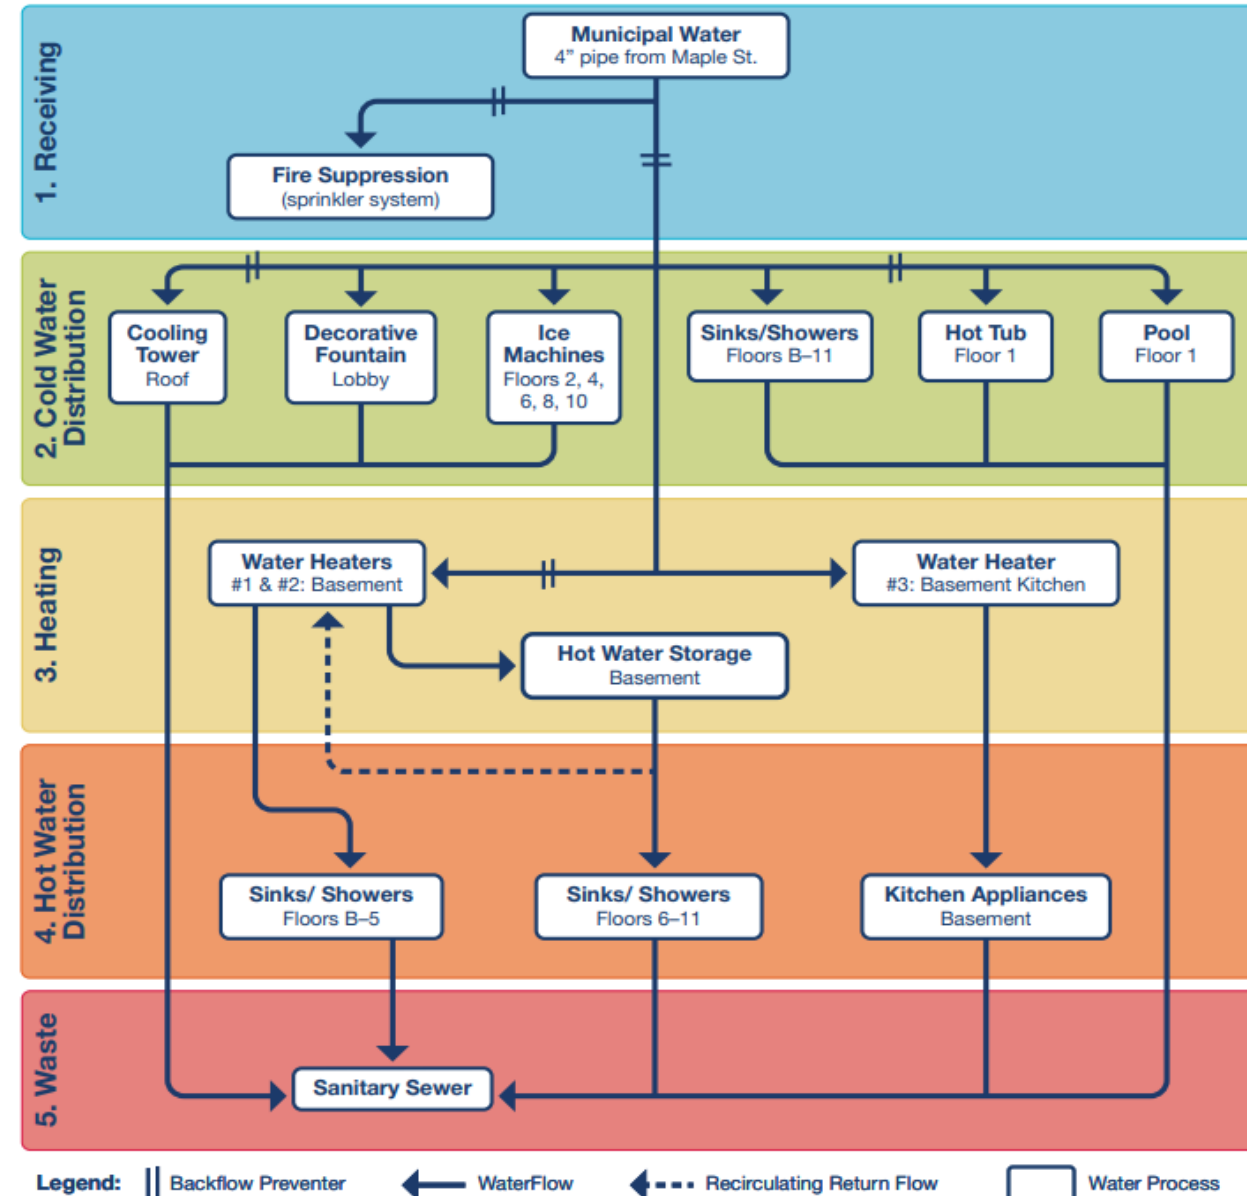 1. Receiving
Municipal Water
4” pipe from Maple St.
Fire Suppression
(sprinkler system)
2. Cold Water
Distribution
Cooling
Tower
Roof
Decorative
Fountain
Lobby
Ice
Machines
Floors 2, 4,
6, 8, 10
Sinks/Showers
Floors B–11
Hot Tub
Floor 1
Pool
Floor 1
3. Heating
Water Heaters
#1 & #2: Basement
Water Heater
#3: Basement Kitchen
Hot Water Storage
Basement
4. Hot Water
Distribution
Sinks/ Showers
Floors B–5
Sinks/ Showers
Floors 6–11
Kitchen Appliances
Basement
5. Waste
Sanitary Sewer
Legend: Backflow Preventer WaterFlow Recirculating Return Flow Water Process